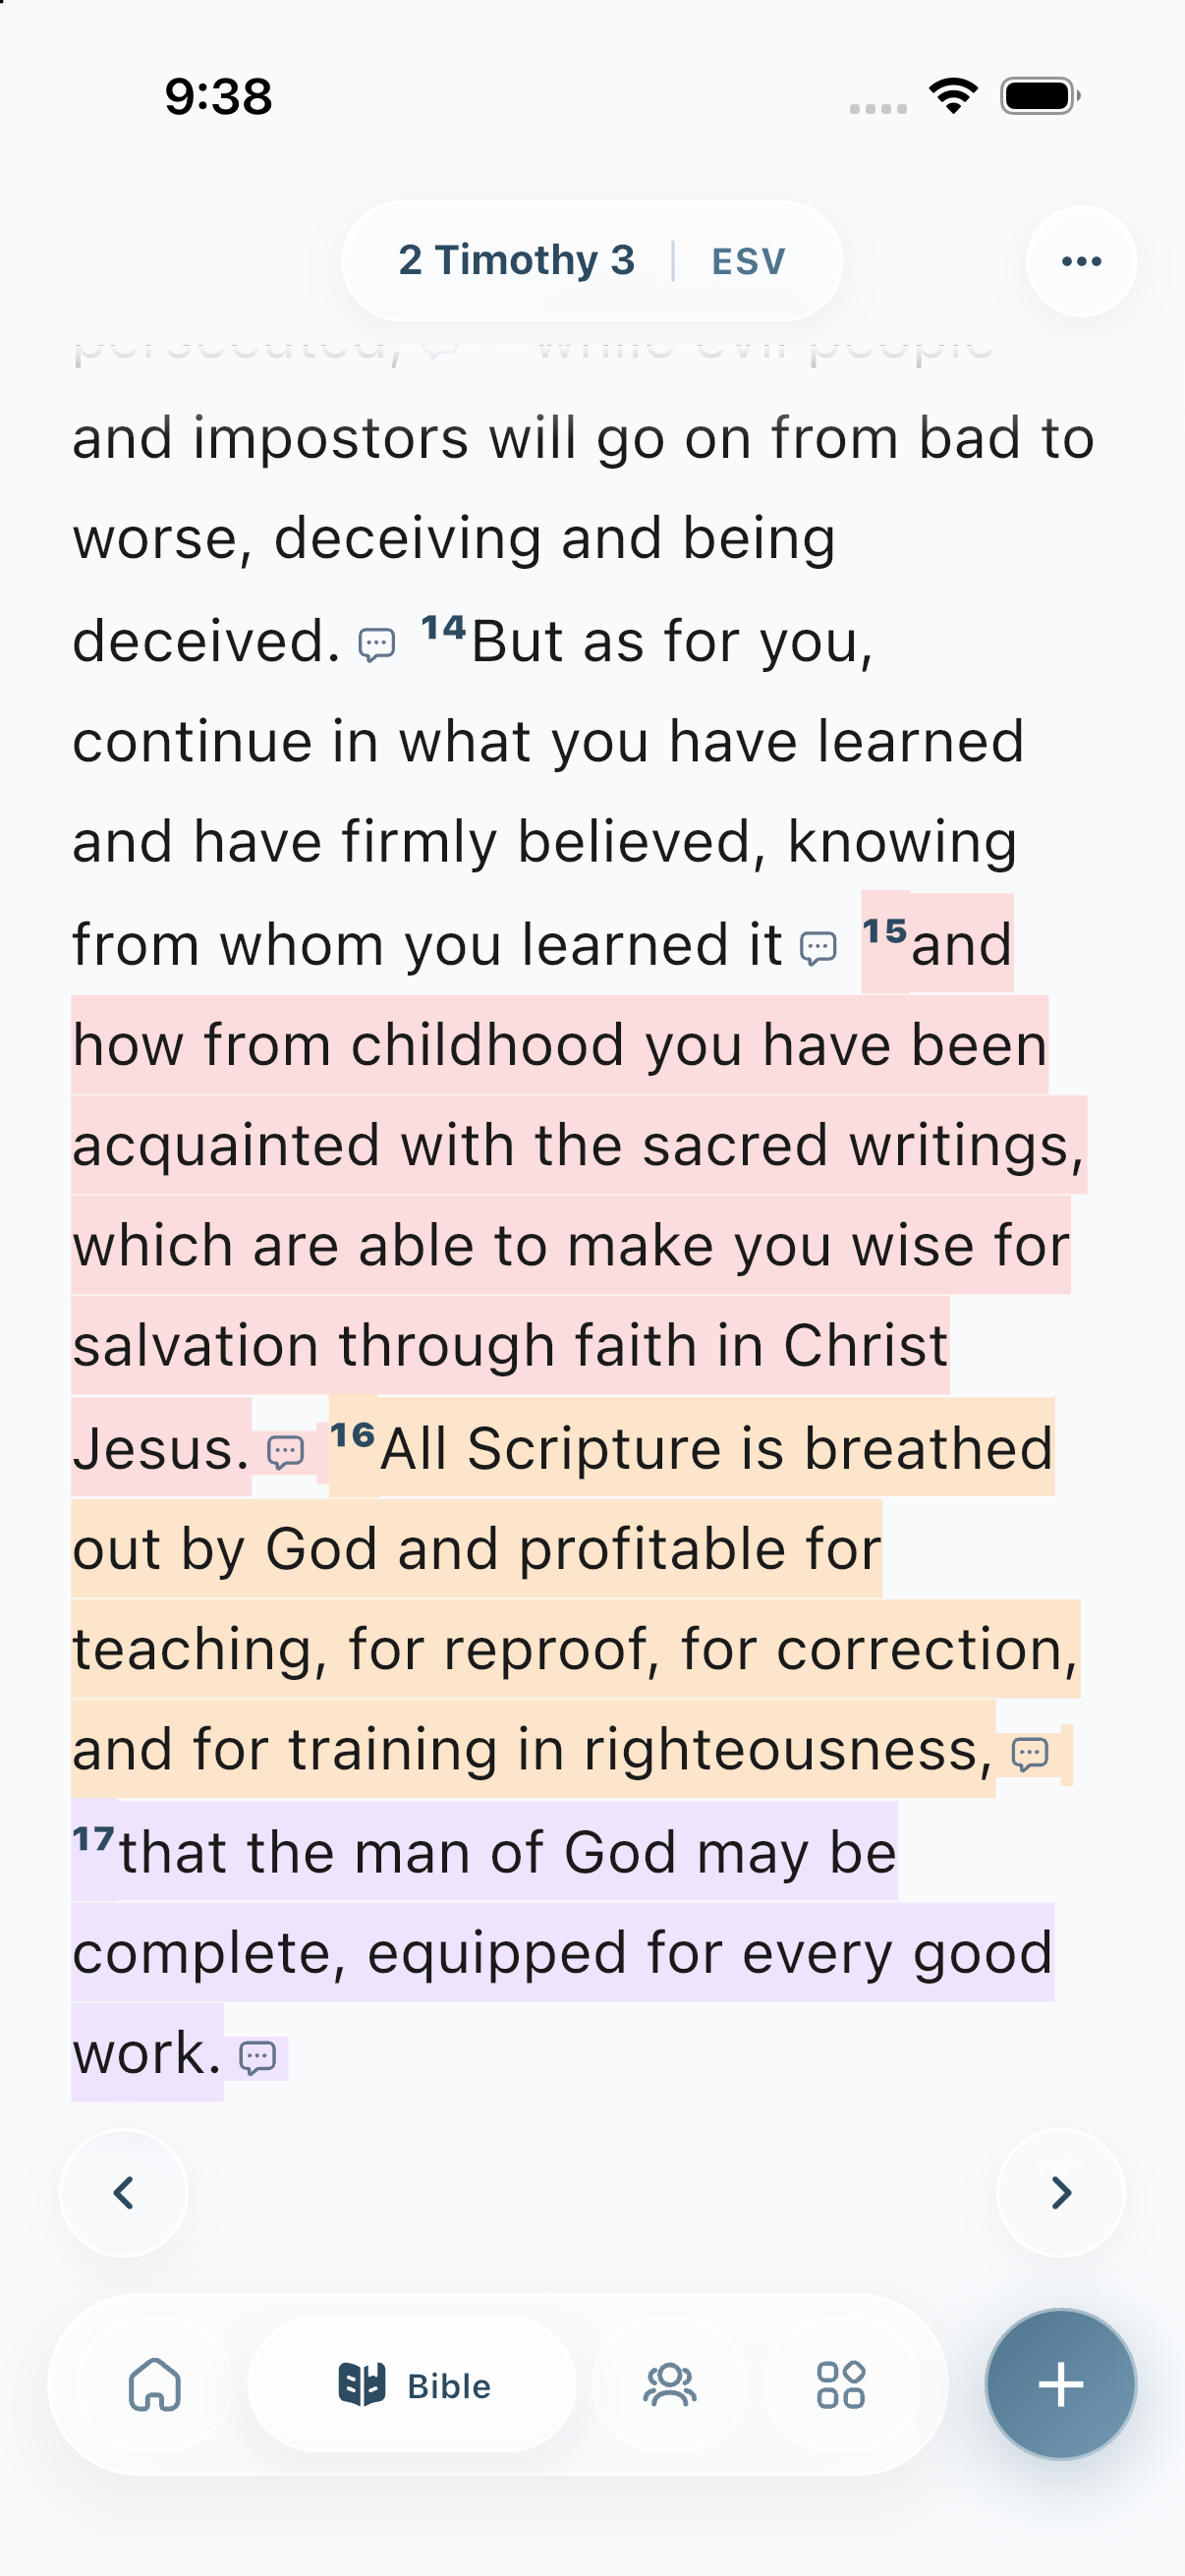 9:38
2 Timothy 3 | ESV
persecuted, while evil people
and impostors will go on from bad to
worse, deceiving and being
deceived. 14But as for you,
continue in what you have learned
and have firmly believed, knowing
from whom you learned it 15and
how from childhood you have been
acquainted with the sacred writings,
which are able to make you wise for
salvation through faith in Christ
Jesus. 16All Scripture is breathed
out by God and profitable for
teaching, for reproof, for correction,
and for training in righteousness,
17that the man of God may be
complete, equipped for every good
work.
Bible